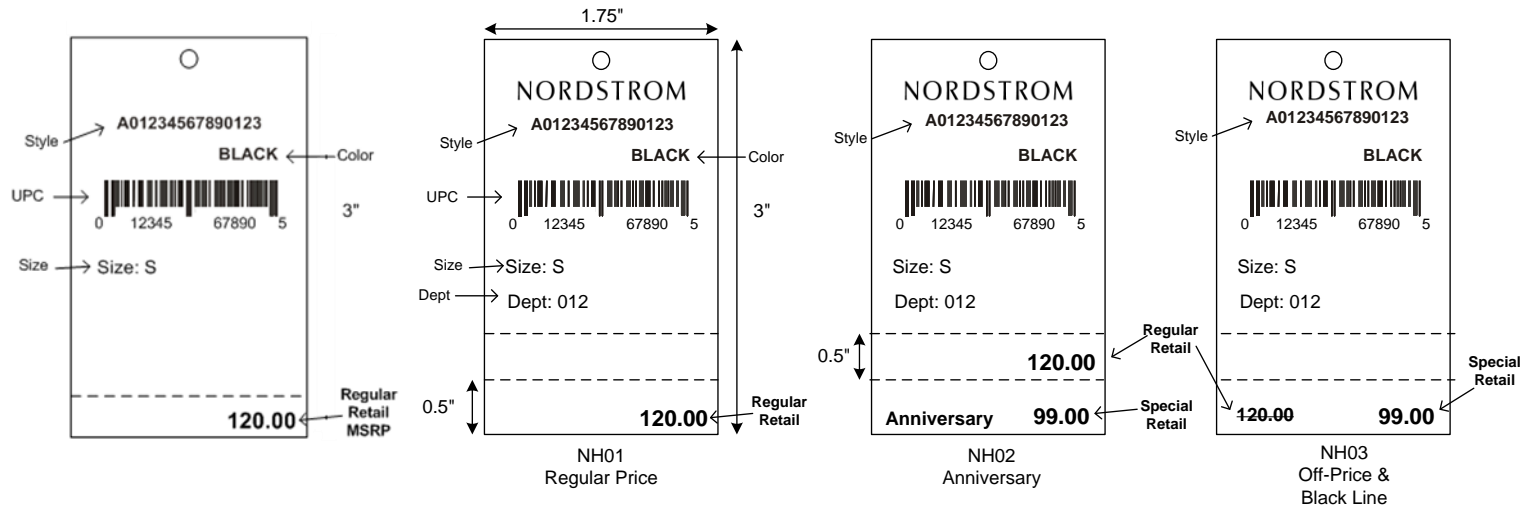 A01234567890123
Style
BLACK
Color
UPC
0 12345 67890 5
3"
Size
Size: S
Regular
Retail
MSRP
120.00
1.75"
NORDSTROM
A01234567890123
Style
BLACK
Color
UPC
0 12345 67890 5
3"
Size
Size: S
Dept
Dept: 012
0.5"
120.00
Regular
Retail
NH01
Regular Price
NORDSTROM
A01234567890123
Style
BLACK
0 12345 67890 5
Size: S
Dept: 012
0.5"
120.00
Regular
Retail
Anniversary 99.00
Special
Retail
NH02
Anniversary
NORDSTROM
A01234567890123
Style
BLACK
0 12345 67890 5
Size: S
Dept: 012
Special
Retail
120.00 99.00
NH03
Off-Price &
Black Line